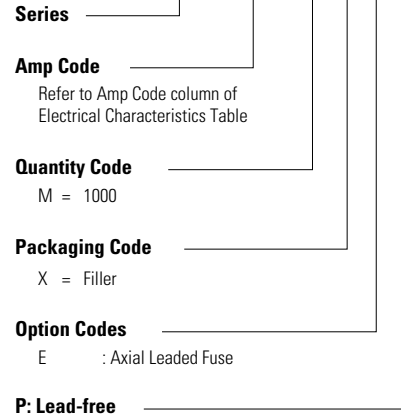 Series
Amp Code
Refer to Amp Code column of
Electrical Characteristics Table
Quantity Code
M = 1000
Packaging Code
X = Filler
Option Codes
E : Axial Leaded Fuse
P: Lead-free